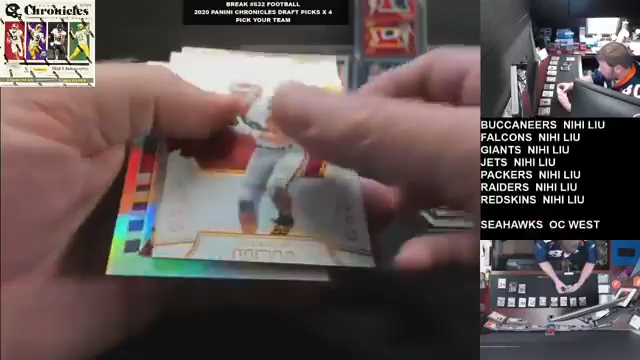 Chronicles
BREAK #632 FOOTBALL
2020 PANINI CHRONICLES DRAFT PICKS X 4
PICK YOUR TEAM
BUCCANEERS NIHI LIU
FALCONS NIHI LIU
GIANTS NIHI LIU
JETS NIHI LIU
PACKERS NIHI LIU
RAIDERS NIHI LIU
REDSKINS NIHI LIU
SEAHAWKS OC WEST